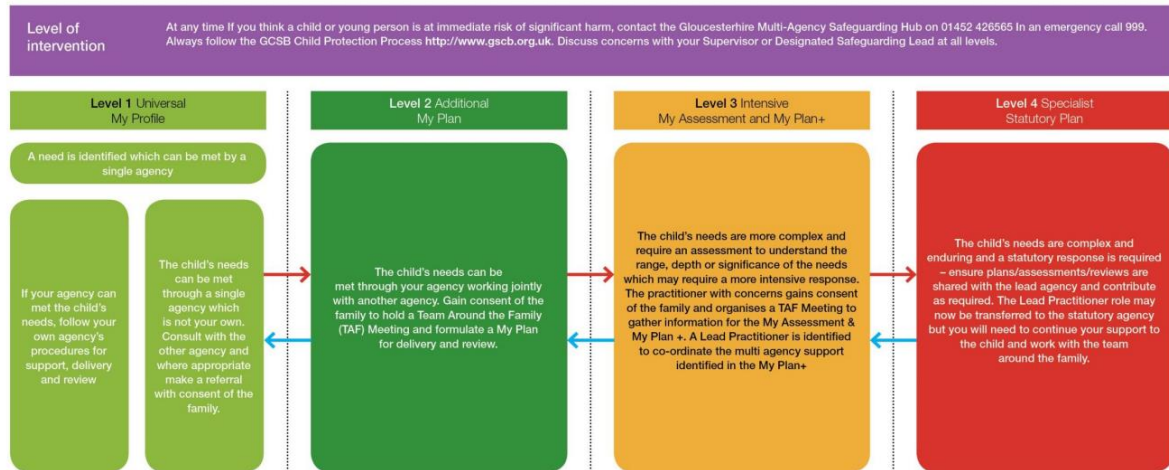 Level of
intervention
At any time If you think a child or young person is at immediate risk of significant harm, contact the Gloucesterhire Multi-Agency Safeguarding Hub on 01452 426565 In an emergency call 999.
Always follow the GCSB Child Protection Process http://www.gscb.org.uk. Discuss concerns with your Supervisor or Designated Safeguarding Lead at all levels.
Level 1 Universal
My Profile
A need is identified which can be met by a
single agency
If your agency can
met the child's
needs, follow your
own agency's
procedures for
support, delivery
and review
The child's needs
can be met
through a single
agency which
is not your own.
Consult with the
other agency and
where appropriate
make a referral
with consent of the
family.
Level 2 Additional
My Plan
The child's needs can be
met through your agency working jointly
with another agency. Gain consent of the
family to hold a Team Around the Family
(TAF) Meeting and formulate a My Plan
for delivery and review.
Level 3 Intensive
My Assessment and My Plan+
The child's needs are more complex and
require an assessment to understand the
range, depth or significance of the needs
which may require a more intensive response.
The practitioner with concerns gains consent
of the family and organises a TAF Meeting to
gather information for the My Assessment &
My Plan +. A Lead Practitioner is identified
to co-ordinate the multi agency support
identified in the My Plan+
Level 4 Specialist
Statutory Plan
The child's needs are complex and
enduring and a statutory response is required
– ensure plans/assessments/reviews are
shared with the lead agency and contribute
as required. The Lead Practitioner role may
now be transferred to the statutory agency
but you will need to continue your support to
the child and work with the team
around the family.